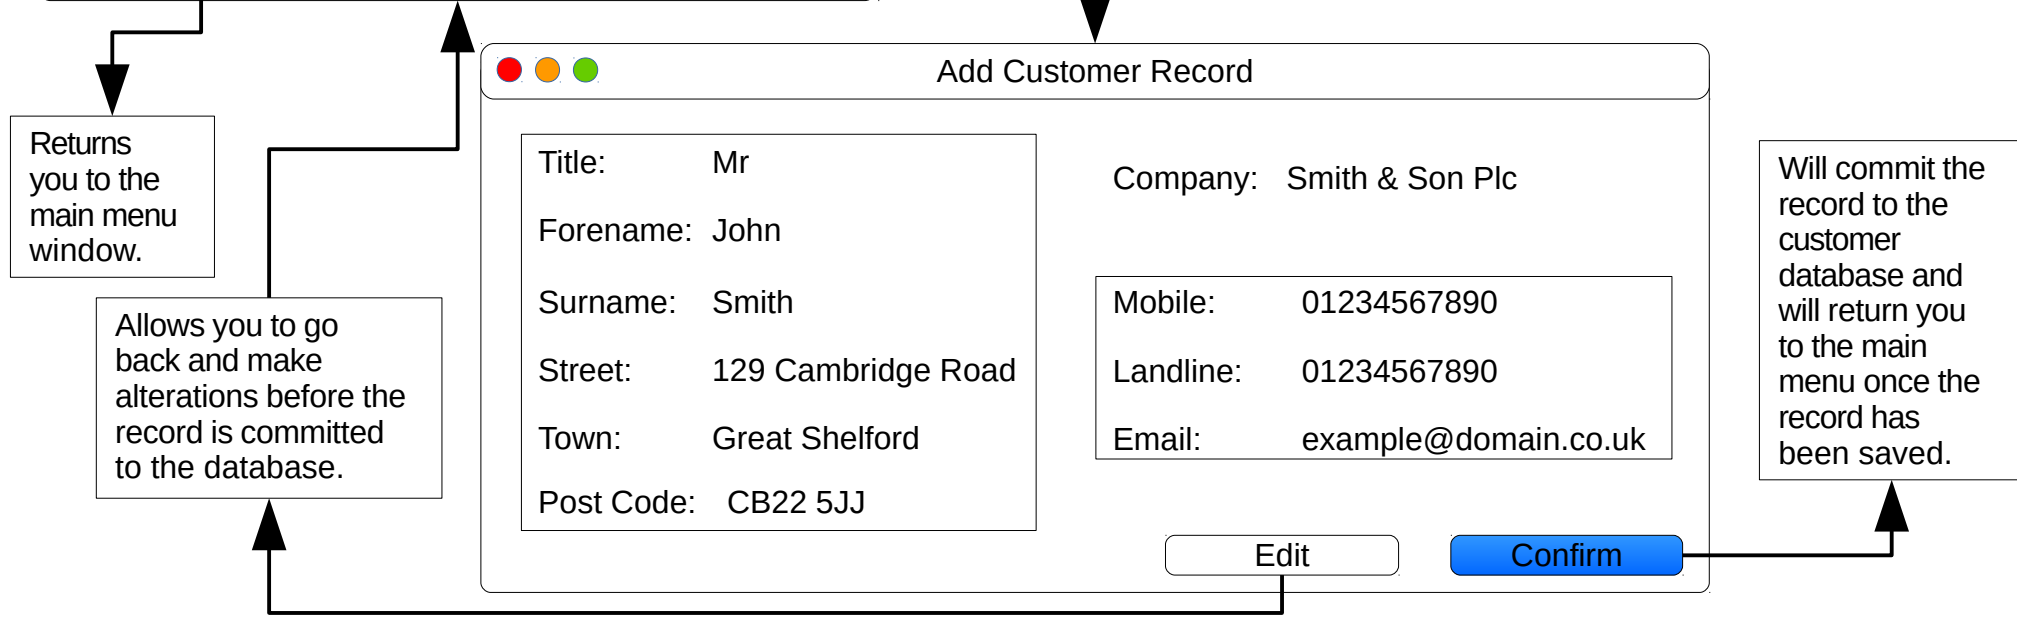 Add Customer Record
Returns
you to the
main menu
window.
Allows you to go
back and make
alterations before the
record is committed
to the database.
Title: Mr
Forename: John
Surname: Smith
Street: 129 Cambridge Road
Town: Great Shelford
Post Code: CB22 5JJ
Company: Smith & Son Plc
Mobile: 01234567890
Landline: 01234567890
Email: example@domain.co.uk
Edit
Confirm
Will commit the
record to the
customer
database and
will return you
to the main
menu once the
record has
been saved.